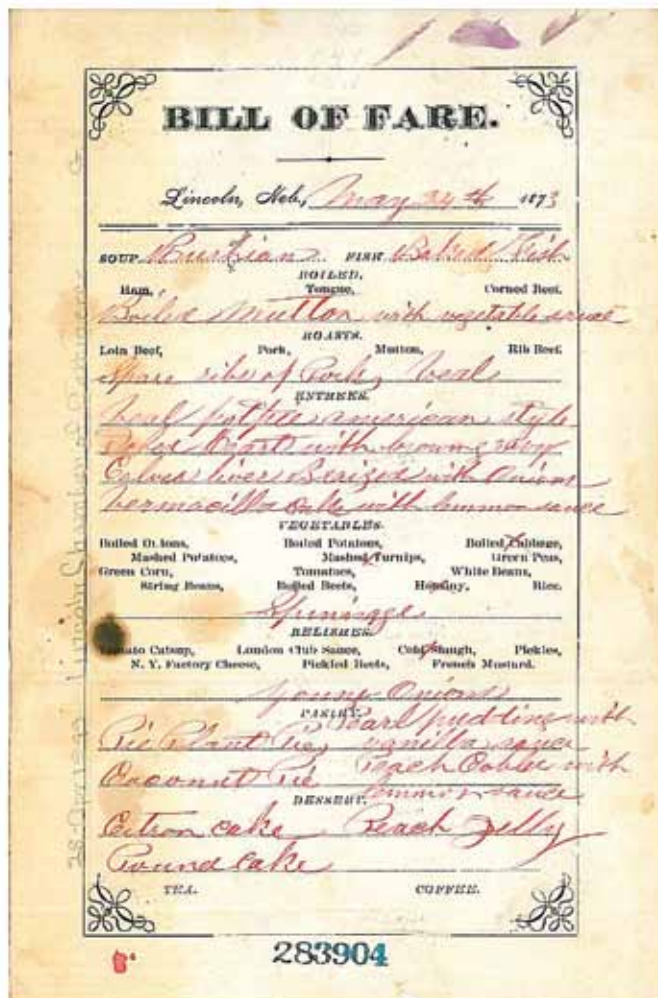 BILL OF FARE.
Lincoln, Neb., May 24th 1873
SOUP Russian FISH Baked Fish
BOILED.
Ham, Tongue, Corned Beef.
Boiled Mutton with vegetable sauce
ROASTS.
Loin Beef, Pork, Mutton, Rib Beef.
Spare ribs of Pork, Veal
ENTREES.
Veal potpie american style
heart with brown gravy
Calves liver with Onions
Vermacilla Cake with lemmon sauce
VEGETABLES.
Boiled Onions, Boiled Potatoes, Boiled Cabbage,
Mashed Potatoes, Mashed Turnips, Green Peas,
Green Corn, Tomatoes, White Beans,
String Beans, Boiled Beets, Hominy, Rice.
Spinage
RELISHES.
Tomato Catsup, London Club Sauce, Cold Slaugh, Pickles,
N. Y. Factory Cheese, Pickled Beets, French Mustard.
Young Onions
PASTRY.
Pearl pudding with
Pie Plant Pie, vanilla sauce
Cocoanut Pie Peach Cobler with
lemmon sauce
DESSERT.
Citron cake Peach Jelly
Pound cake
TEA. COFFEE.
283904